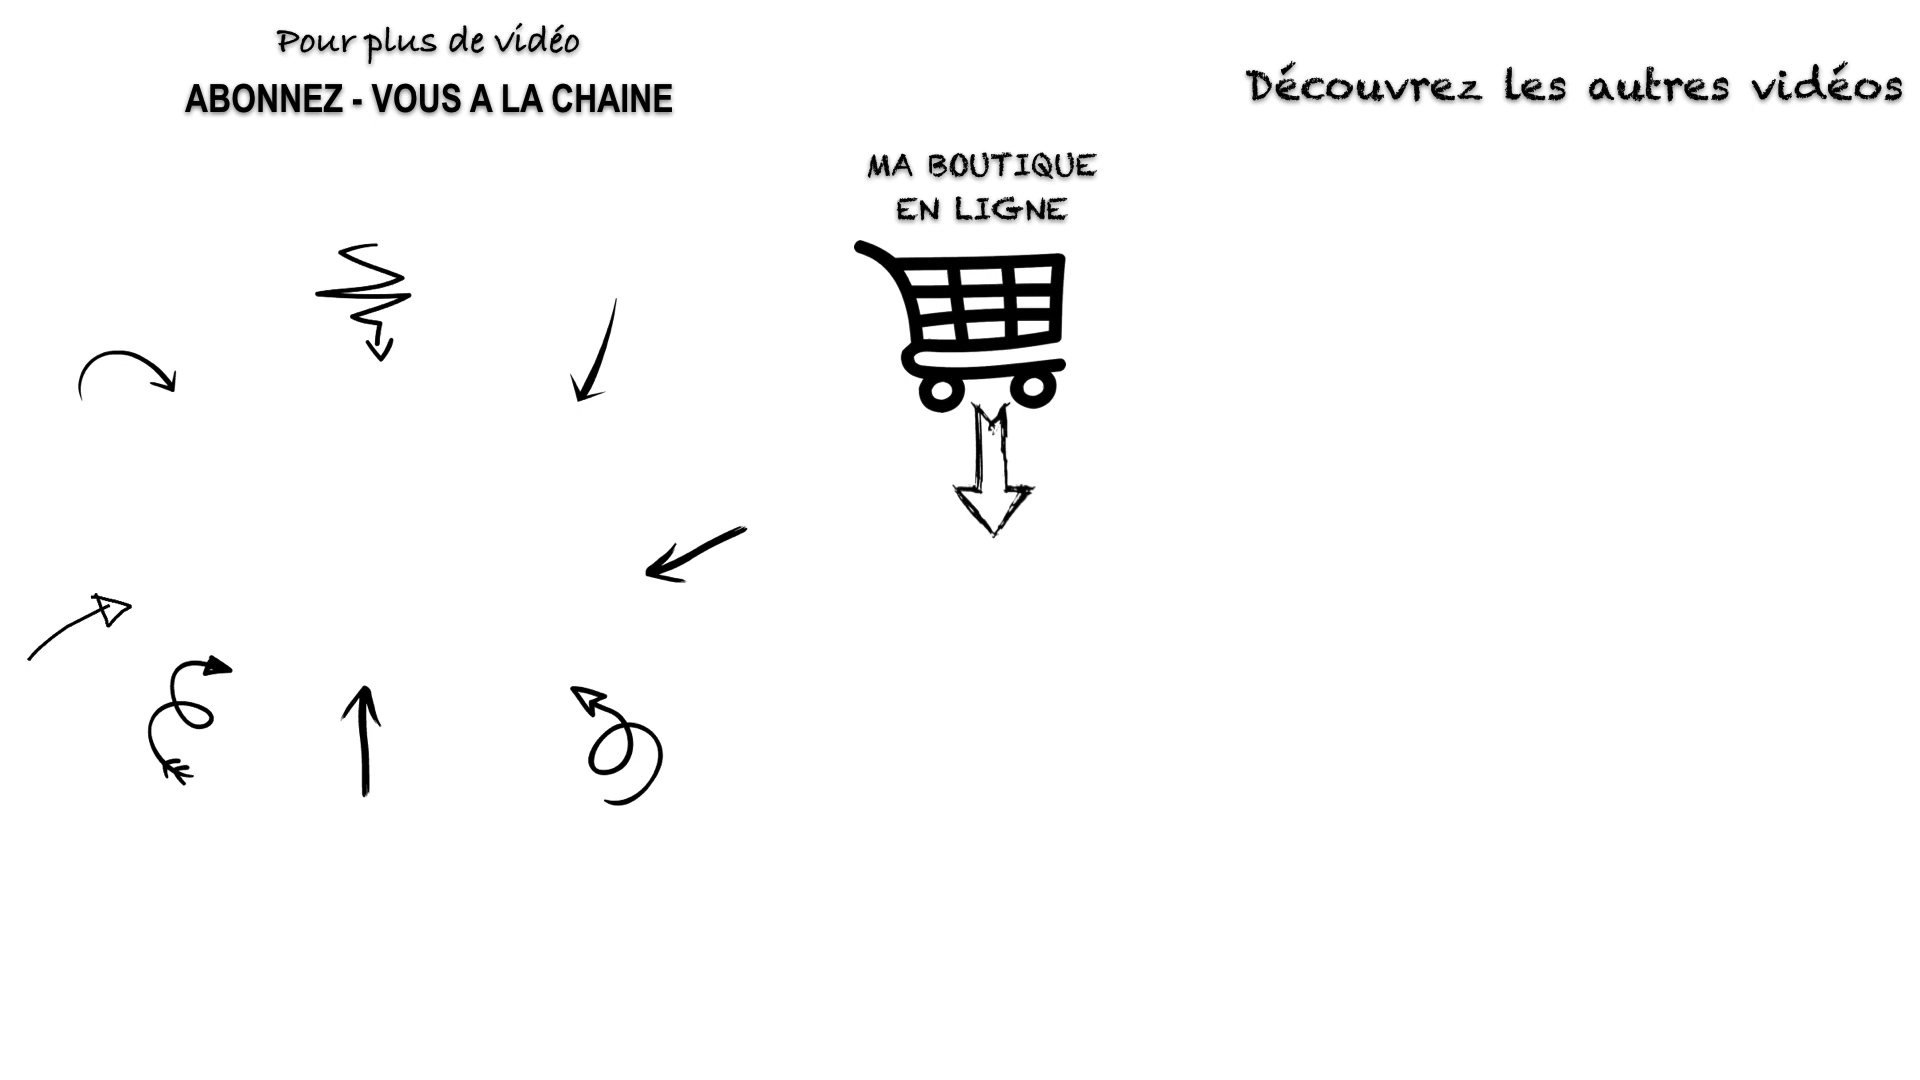 Pour plus de vidéo
ABONNEZ - VOUS A LA CHAINE
Découvrez les autres vidéos
MA BOUTIQUE
EN LIGNE